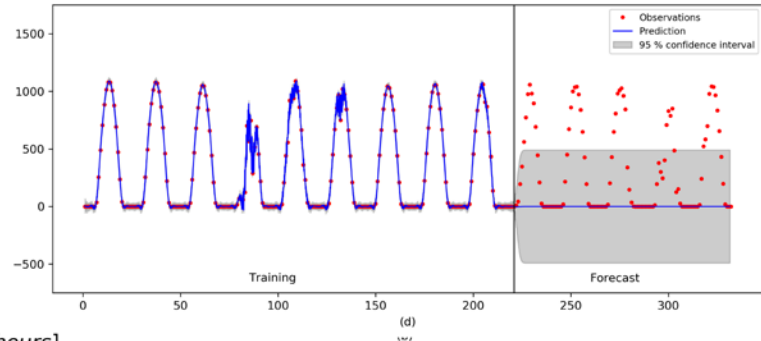 1500
1000
500
0
−500
Observations
Prediction
95 % confidence interval
Training
Forecast
0
50
100
150
200
250
300
(d)
hours]